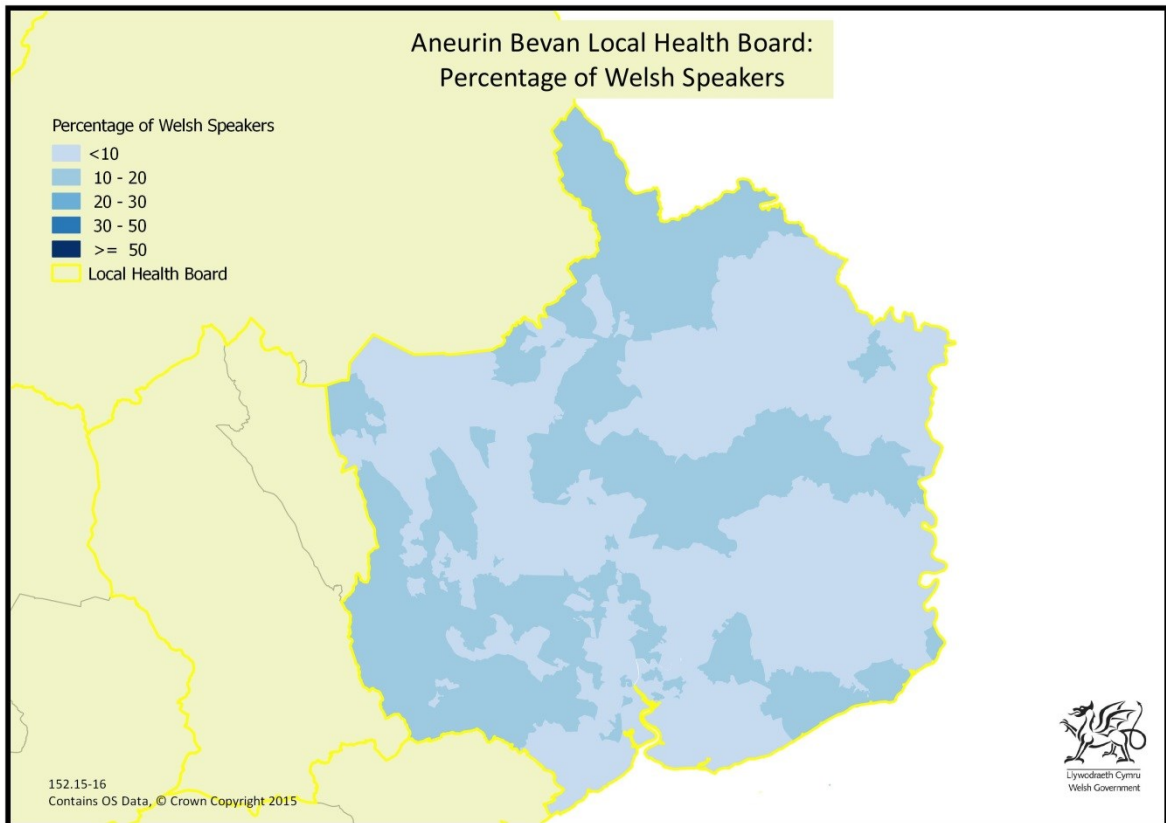 Aneurin Bevan Local Health Board:
Percentage of Welsh Speakers
Percentage of Welsh Speakers
<10
10 - 20
20 - 30
30 - 50
>= 50
Local Health Board
152.15-16
Contains OS Data, © Crown Copyright 2015
Llywodraeth Cymru
Welsh Government